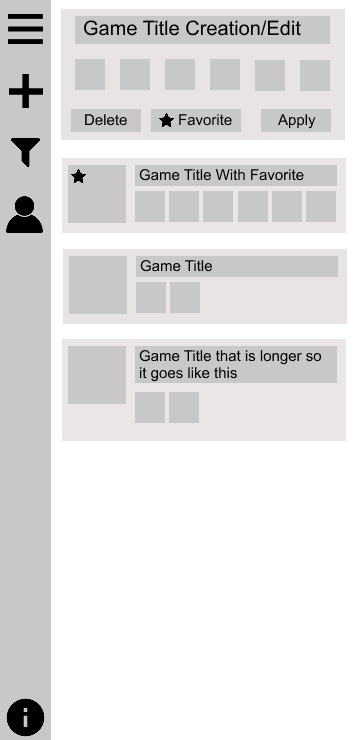 Game Title Creation/Edit
Delete
Favorite
Apply
Game Title With Favorite
Game Title
Game Title that is longer so
it goes like this